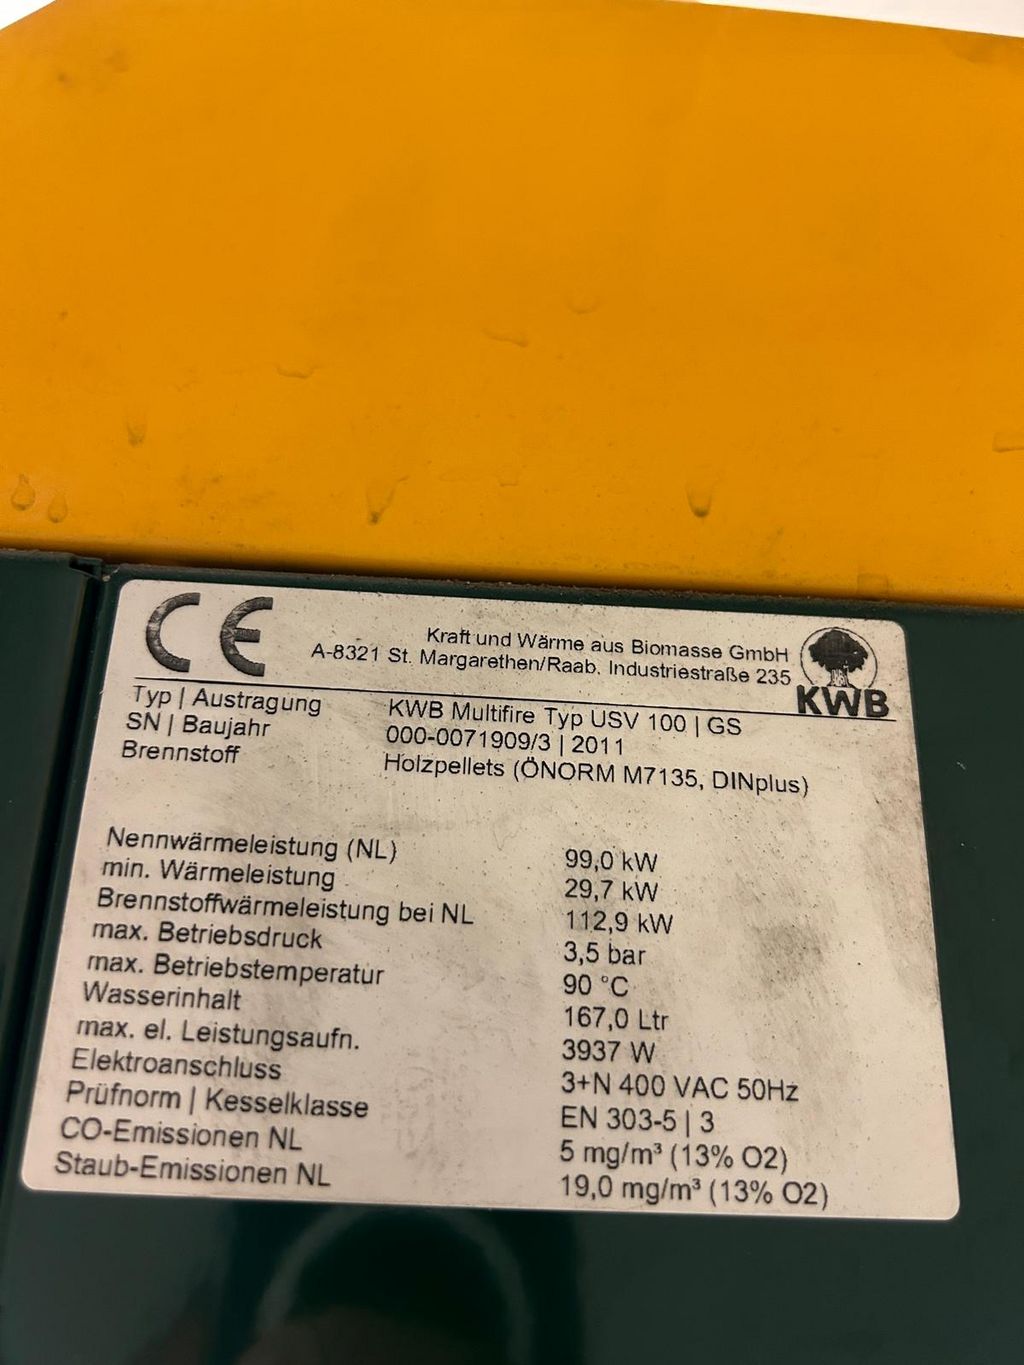 CE
Kraft und Wärme aus Biomasse GmbH
A-8321 St. Margarethen/Raab. Industriestraße 235
KWB
Typ | Austragung KWB Multifire Typ USV 100 | GS
SN | Baujahr 000-0071909/3 | 2011
Brennstoff Holzpellets (ÖNORM M7135, DINplus)
Nennwärmeleistung (NL) 99,0 kW
min. Wärmeleistung 29,7 kW
Brennstoffwärmeleistung bei NL 112,9 kW
max. Betriebsdruck 3,5 bar
max. Betriebstemperatur 90 °C
Wasserinhalt 167,0 Ltr
max. el. Leistungsaufn. 3937 W
Elektroanschluss 3+N 400 VAC 50Hz
Prüfnorm | Kesselklasse EN 303-5 | 3
CO-Emissionen NL 5 mg/m³ (13% O2)
Staub-Emissionen NL 19,0 mg/m³ (13% O2)